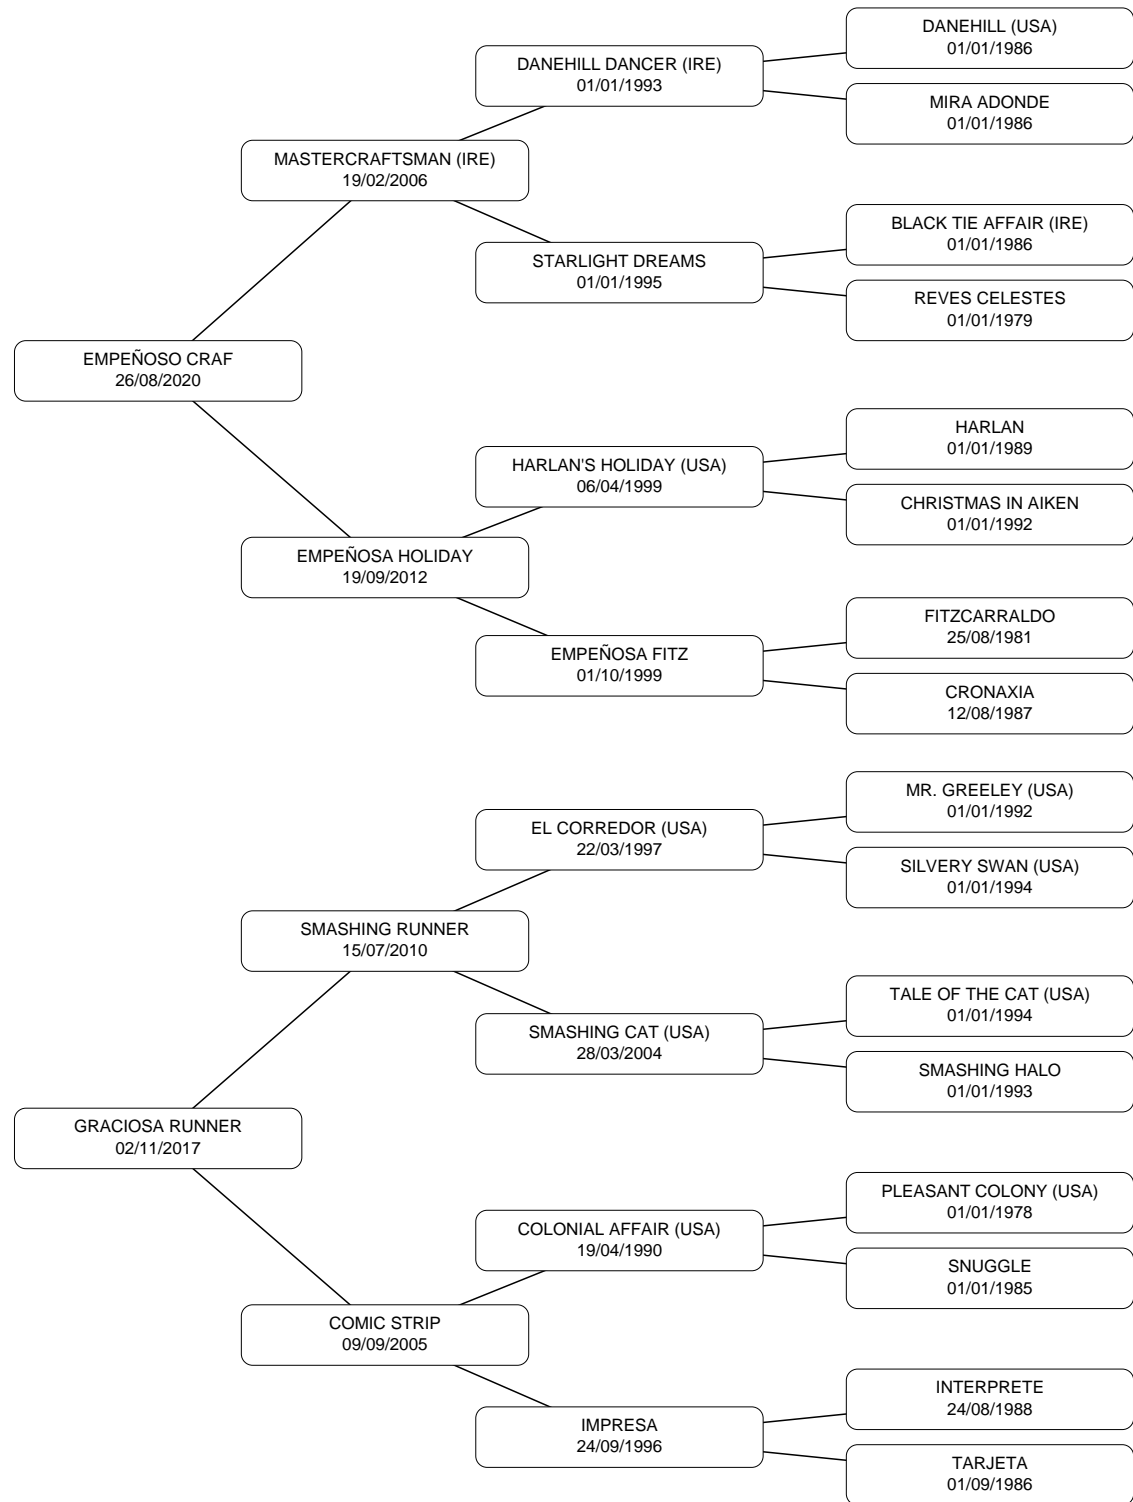 DANEHILL (USA)
01/01/1986
DANEHILL DANCER (IRE)
01/01/1993
MIRA ADONDE
01/01/1986
MASTERCRAFTSMAN (IRE)
19/02/2006
BLACK TIE AFFAIR (IRE)
01/01/1986
STARLIGHT DREAMS
01/01/1995
REVES CELESTES
01/01/1979
EMPEÑOSO CRAF
26/08/2020
HARLAN
01/01/1989
HARLAN'S HOLIDAY (USA)
06/04/1999
CHRISTMAS IN AIKEN
01/01/1992
EMPEÑOSA HOLIDAY
19/09/2012
FITZCARRALDO
25/08/1981
EMPEÑOSA FITZ
01/10/1999
CRONAXIA
12/08/1987
MR. GREELEY (USA)
01/01/1992
EL CORREDOR (USA)
22/03/1997
SILVERY SWAN (USA)
01/01/1994
SMASHING RUNNER
15/07/2010
TALE OF THE CAT (USA)
01/01/1994
SMASHING CAT (USA)
28/03/2004
SMASHING HALO
01/01/1993
GRACIOSA RUNNER
02/11/2017
PLEASANT COLONY (USA)
01/01/1978
COLONIAL AFFAIR (USA)
19/04/1990
SNUGGLE
01/01/1985
COMIC STRIP
09/09/2005
INTERPRETE
24/08/1988
IMPRESA
24/09/1996
TARJETA
01/09/1986